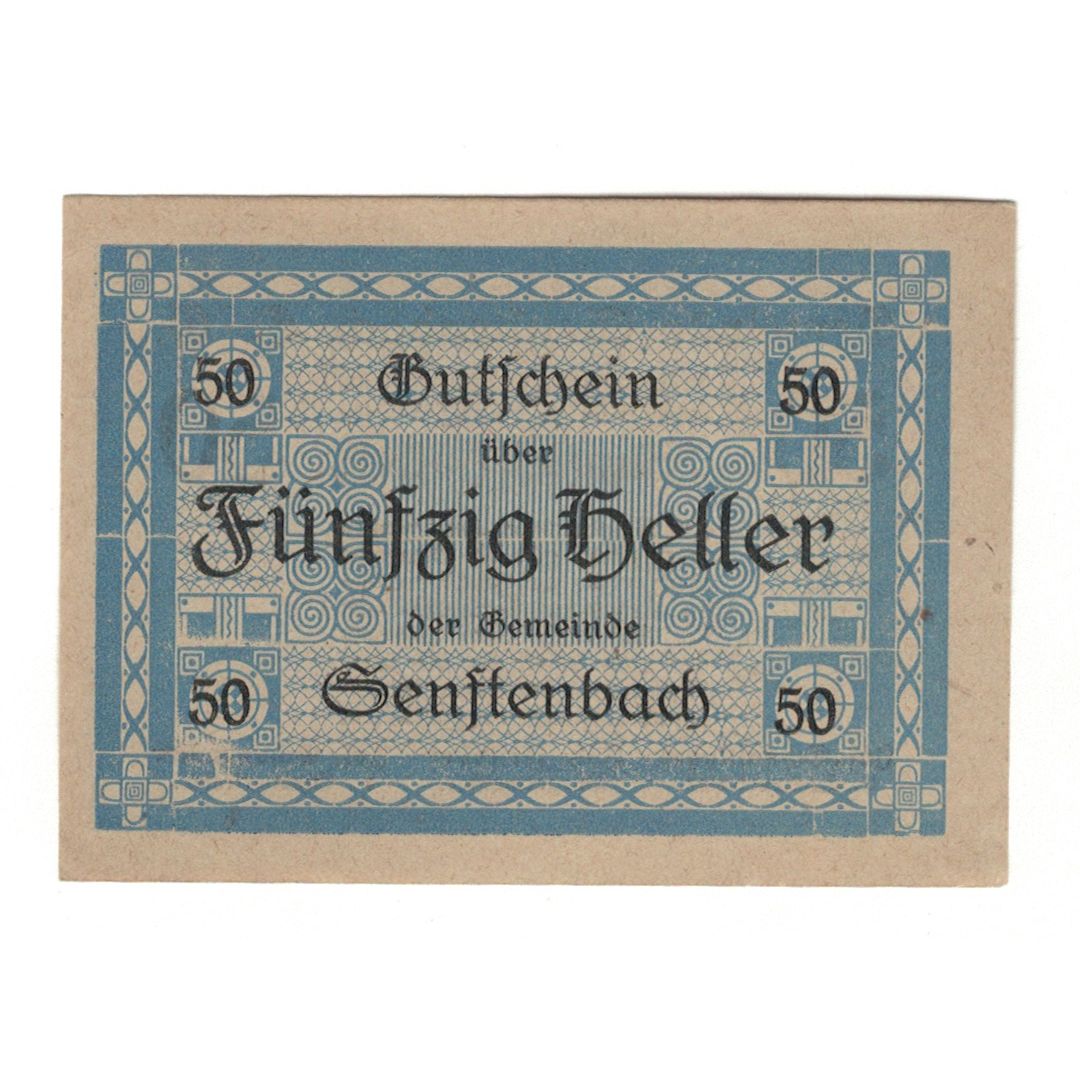 50 Gutschein 50
über
Fünfzig Heller
der Gemeinde
50 Senftenbach 50